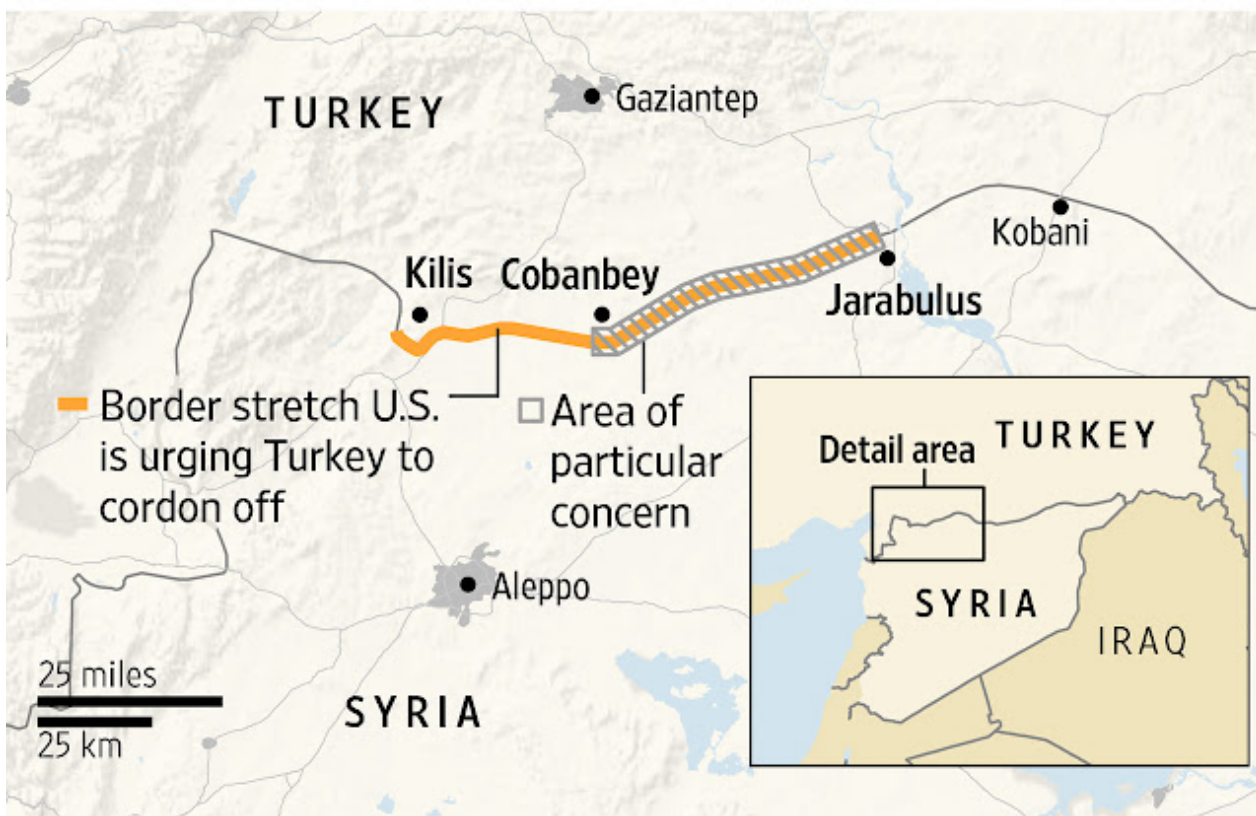 TURKEY
Gaziantep
Kobani
Kilis
Cobanbey
Jarabulus
Border stretch U.S.
is urging Turkey to
cordon off
Area of
particular
concern
Aleppo
SYRIA
25 miles
25 km
TURKEY
Detail area
SYRIA
IRAQ